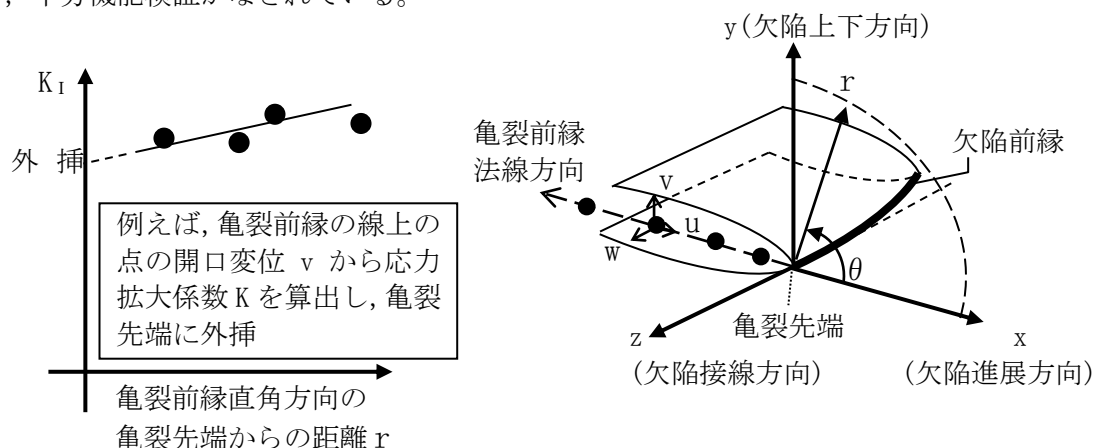 十分機能検証がなされている。
KI
外 挿
例えば,亀裂前縁の線上の
点の開口変位 v から応力
拡大係数 K を算出し,亀裂
先端に外挿
亀裂前縁直角方向の
亀裂先端からの距離 r
y(欠陥上下方向)
r
亀裂前縁
法線方向
欠陥前縁
v
u
w
θ
亀裂先端
z
(欠陥接線方向)
x
(欠陥進展方向)